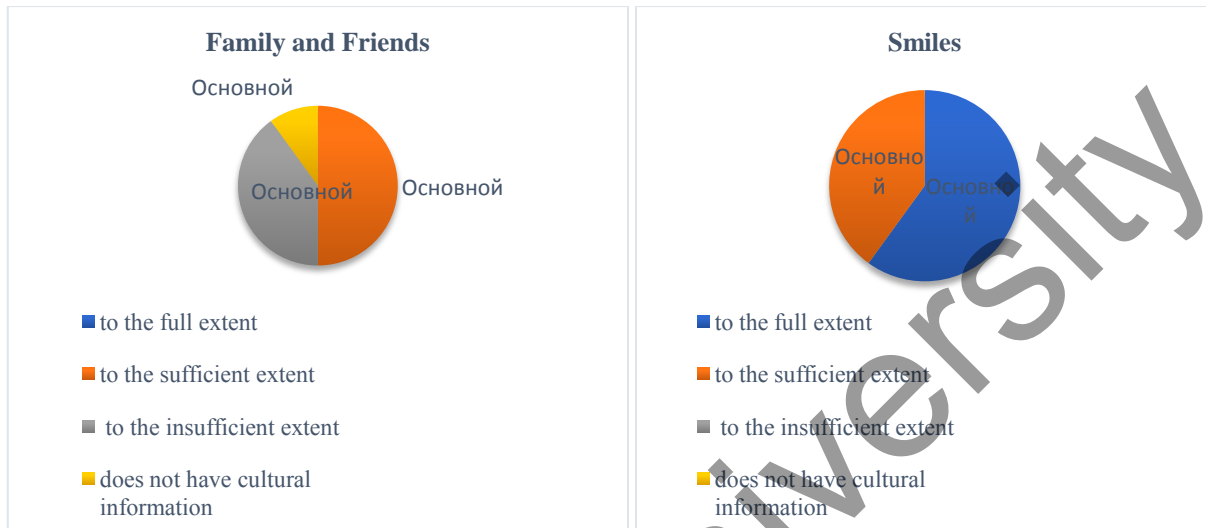 Family and Friends
Основной
Основной
Основной
to the full extent
to the sufficient extent
to the insufficient extent
does not have cultural
information
Smiles
Основно
й
Основно
й
to the full extent
to the sufficient extent
to the insufficient extent
does not have cultural
information
iversity